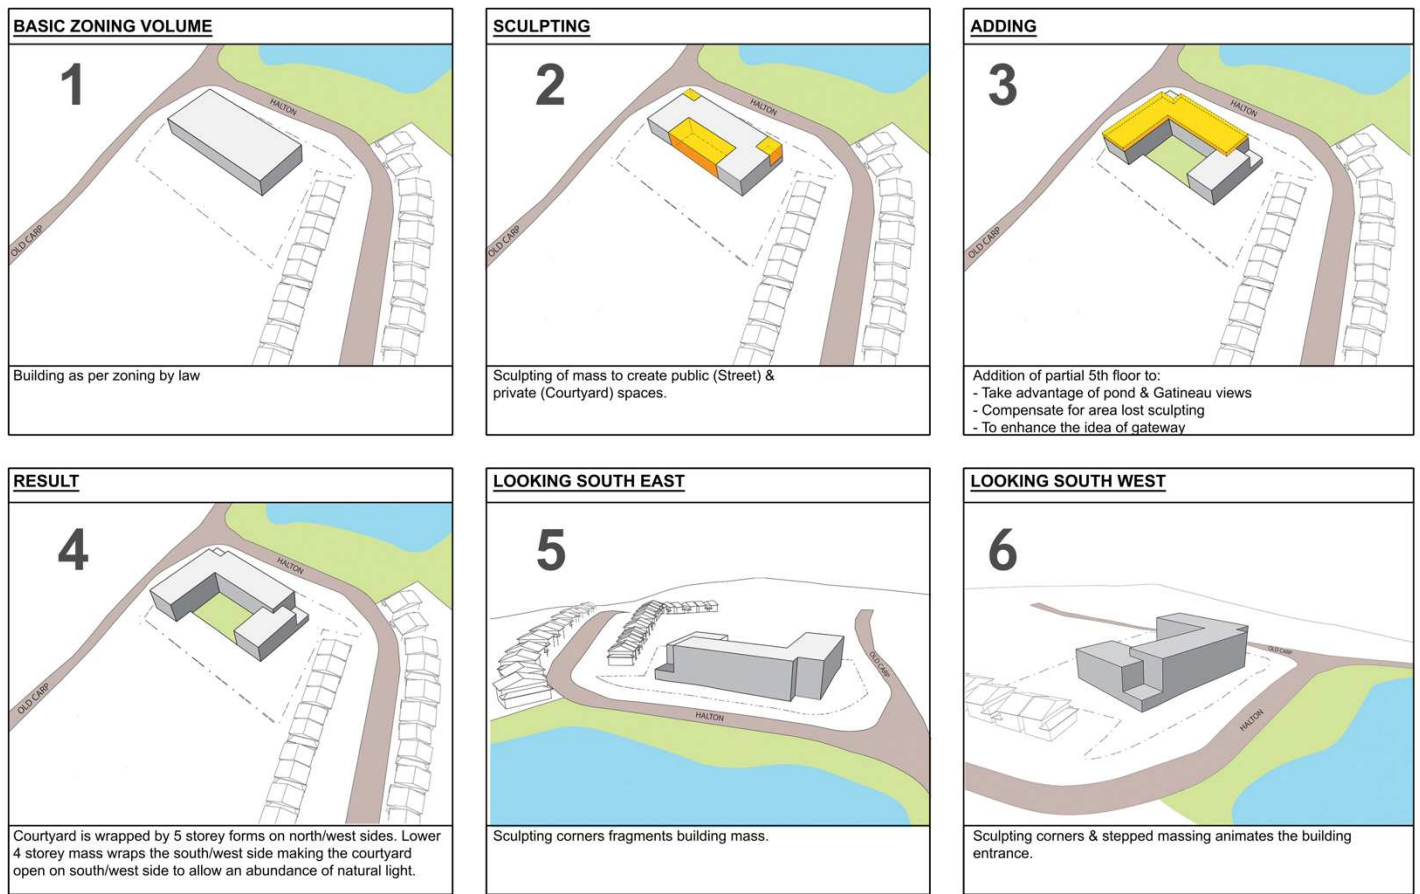 BASIC ZONING VOLUME
1
HALTON
OLD CARP
Building as per zoning by law
SCULPTING
2
HALTON
OLD CARP
Sculpting of mass to create public (Street) &
private (Courtyard) spaces.
ADDING
3
HALTON
OLD CARP
Addition of partial 5th floor to:
- Take advantage of pond & Gatineau views
- Compensate for area lost sculpting
- To enhance the idea of gateway
RESULT
4
HALTON
OLD CARP
Courtyard is wrapped by 5 storey forms on north/west sides. Lower
4 storey mass wraps the south/west side making the courtyard
open on south/west side to allow an abundance of natural light.
LOOKING SOUTH EAST
5
OLD CARP
HALTON
Sculpting corners fragments building mass.
LOOKING SOUTH WEST
6
OLD CARP
HALTON
Sculpting corners & stepped massing animates the building
entrance.